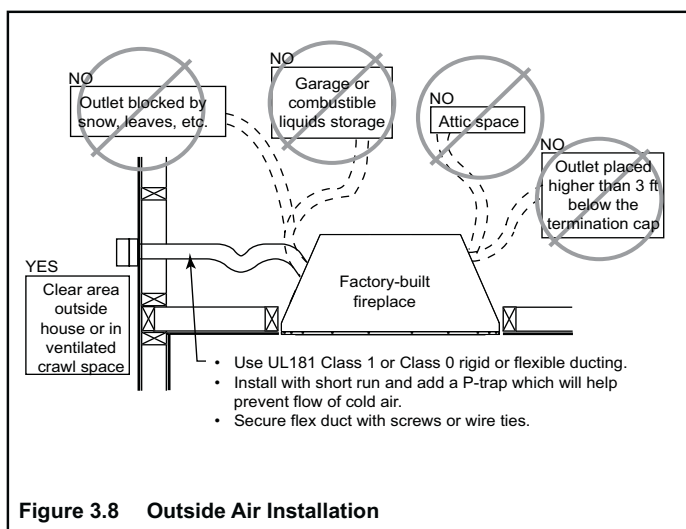 NO
Outlet blocked by
snow, leaves, etc.
NO
Garage or
combustible
liquids storage
NO
Attic space
NO
Outlet placed
higher than 3 ft
below the
termination cap
YES
Clear area
outside
house or in
ventilated
crawl space
Factory-built
fireplace
• Use UL181 Class 1 or Class 0 rigid or flexible ducting.
• Install with short run and add a P-trap which will help
prevent flow of cold air.
• Secure flex duct with screws or wire ties.
Figure 3.8 Outside Air Installation